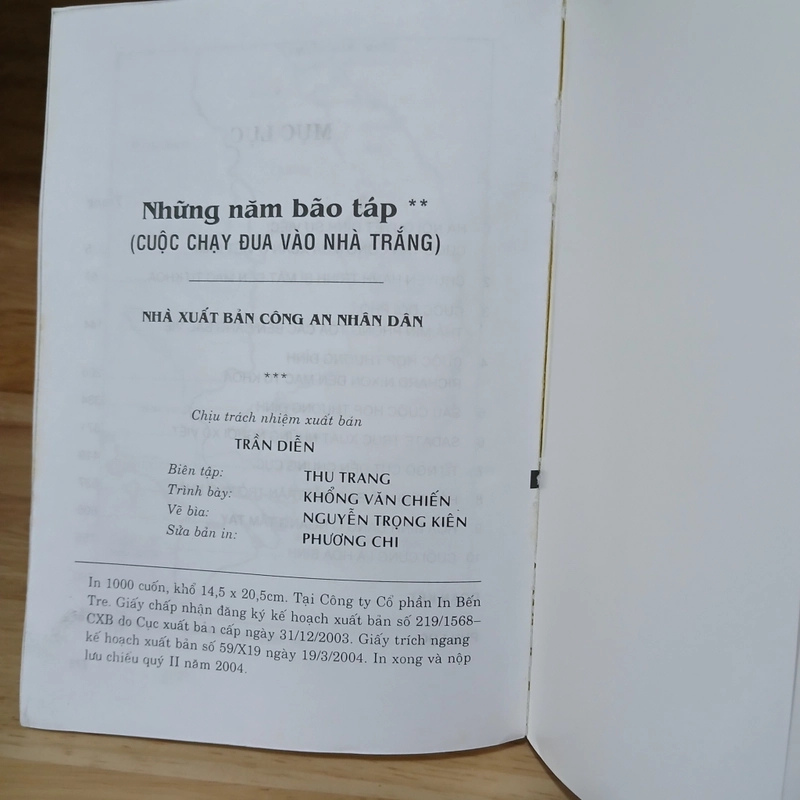 Những năm bão táp **
(CUỘC CHẠY ĐUA VÀO NHÀ TRẮNG)
NHÀ XUẤT BẢN CÔNG AN NHÂN DÂN
***
Chịu trách nhiệm xuất bản
TRẦN DIỄN
Biên tập: THU TRANG
Trình bày: KHỔNG VĂN CHIẾN
Vẽ bìa: NGUYỄN TRỌNG KIÊN
Sửa bản in: PHƯƠNG CHI
In 1000 cuốn, khổ 14,5 x 20,5cm. Tại Công ty Cổ phần In Bến
Tre. Giấy chấp nhận đăng ký kế hoạch xuất bản số 219/1568–
CXB do Cục xuất bản cấp ngày 31/12/2003. Giấy trích ngang
kế hoạch xuất bản số 59/X19 ngày 19/3/2004. In xong và nộp
lưu chiểu quý II năm 2004.
MỤC LỤC